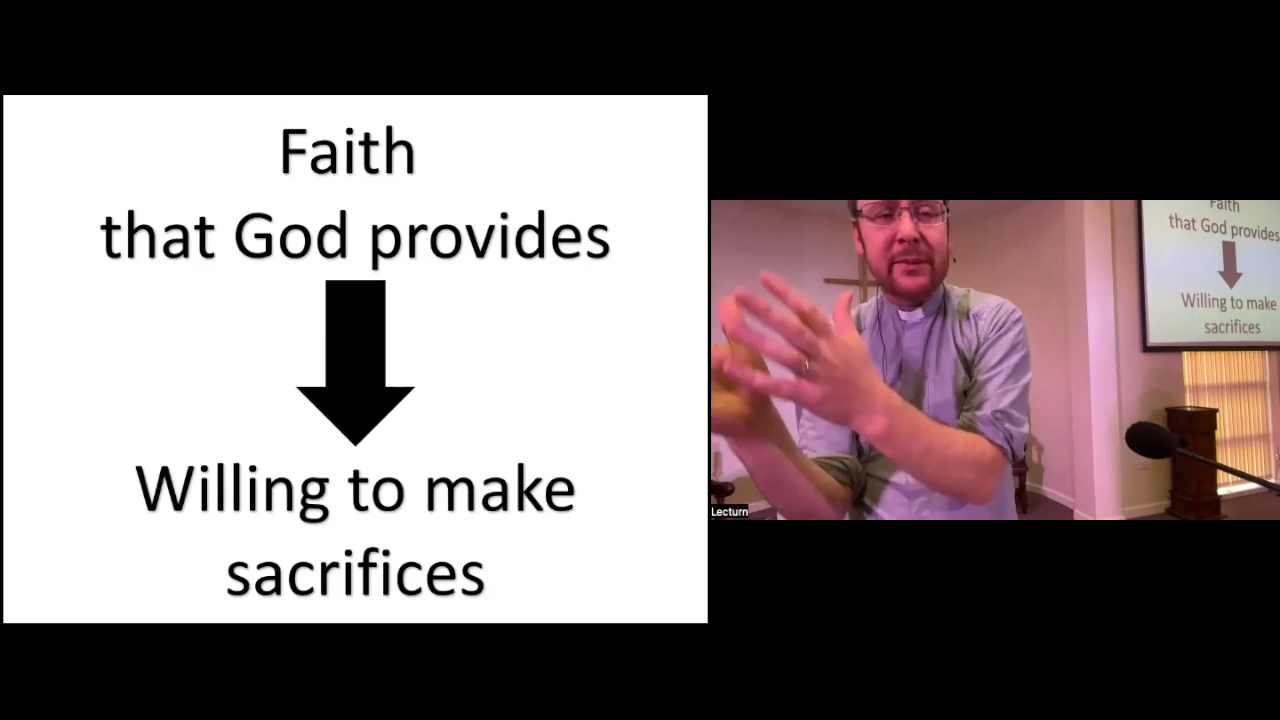 Faith
that God provides
Willing to make
sacrifices
Faith
that God provides
Willing to make
sacrifices
Lecturn